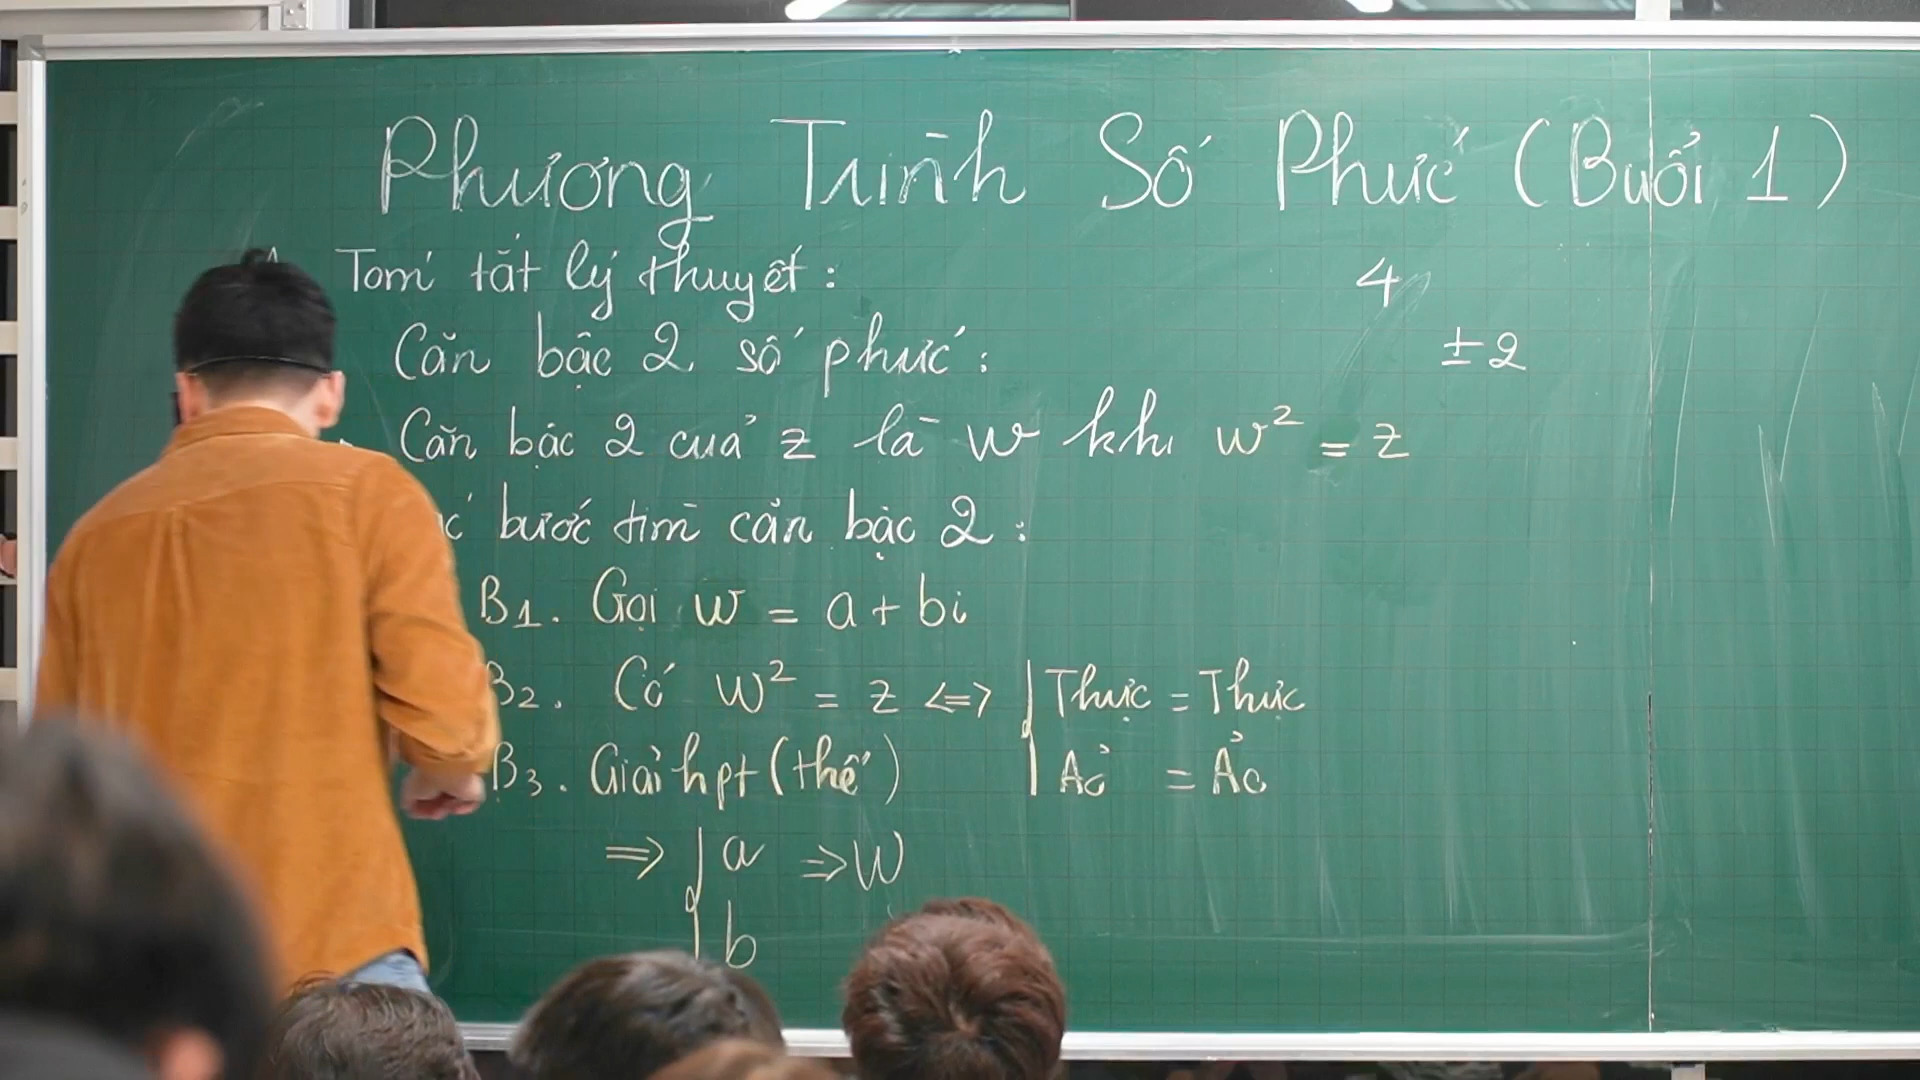 Phương Trình Số Phức (Buổi 1)
Tóm tắt lý thuyết :
4
Căn bậc 2 số phức :
±2
Căn bậc 2 của z là w khi w² = z
bước tìm căn bậc 2 :
B1. Gọi w = a + bi
B2. Có w² = z <=> { Thực = Thực
B3. Giải hpt (thế) { Ảo = Ảo
=> { a => W
b